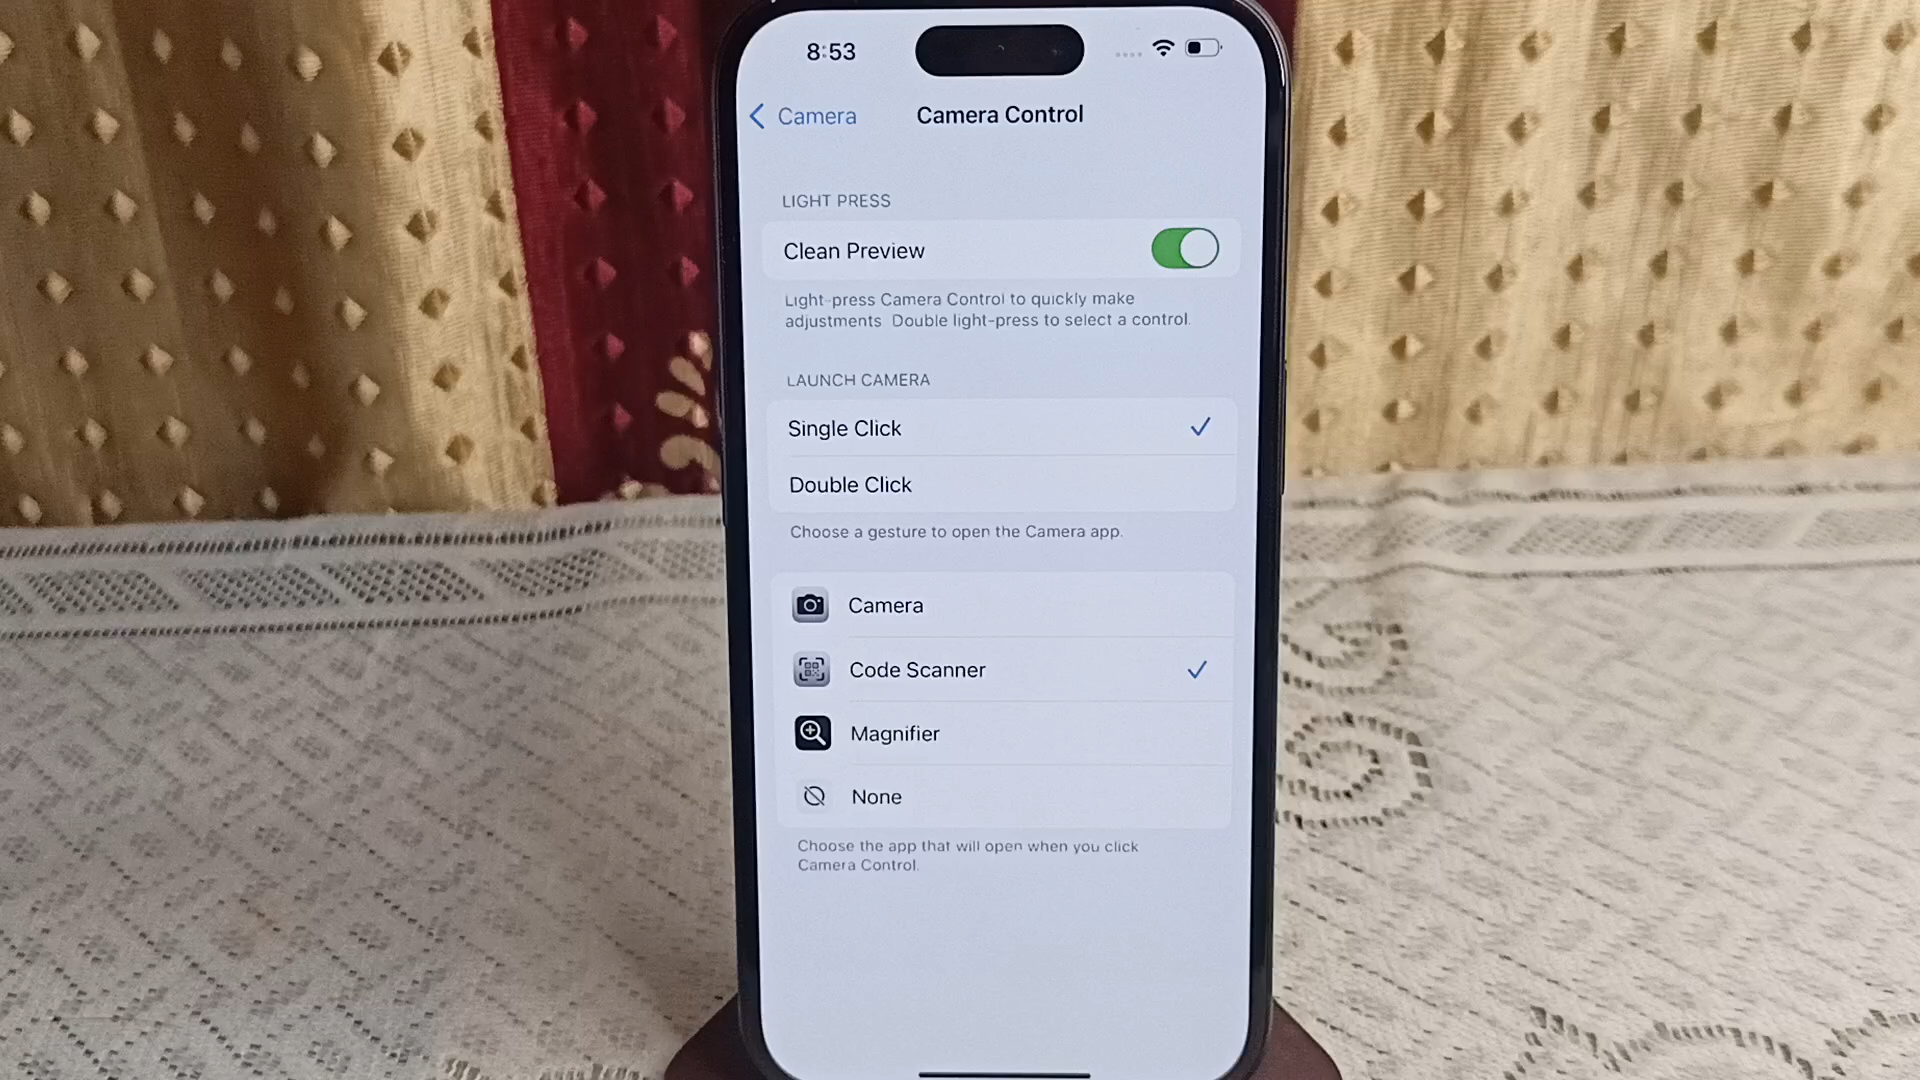 8:53
Camera
Camera Control
LIGHT PRESS
Clean Preview
Light-press Camera Control to quickly make
adjustments Double light-press to select a control.
LAUNCH CAMERA
Single Click
Double Click
Choose a gesture to open the Camera app.
Camera
Code Scanner
Magnifier
None
Choose the app that will open when you click
Camera Control.